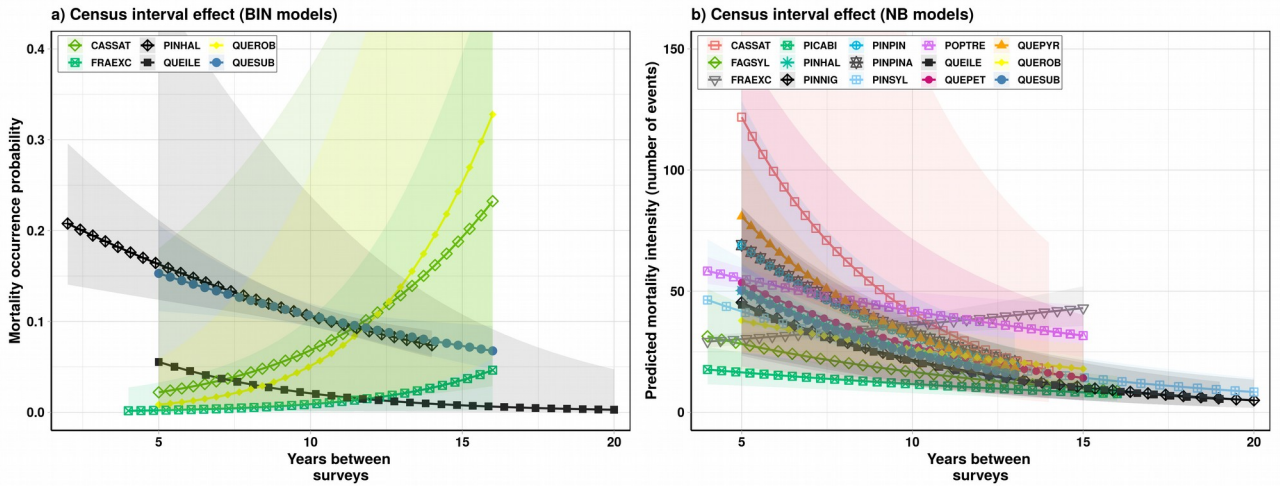 a) Census interval effect (BIN models)
CASSAT PINHAL QUEROB
FRAEXC QUEILE QUESUB
Mortality occurrence probability
0.4
0.3
0.2
0.1
0.0
5 10 15 20
Years between
surveys
b) Census interval effect (NB models)
CASSAT PICABI PINPIN POPTRE QUEPYR
FAGSYL PINHAL PINPINA QUEILE QUEROB
FRAEXC PINNIG PINSYL QUEPET QUESUB
Predicted mortality intensity (number of events)
150
100
50
0
5 10 15 20
Years between
surveys